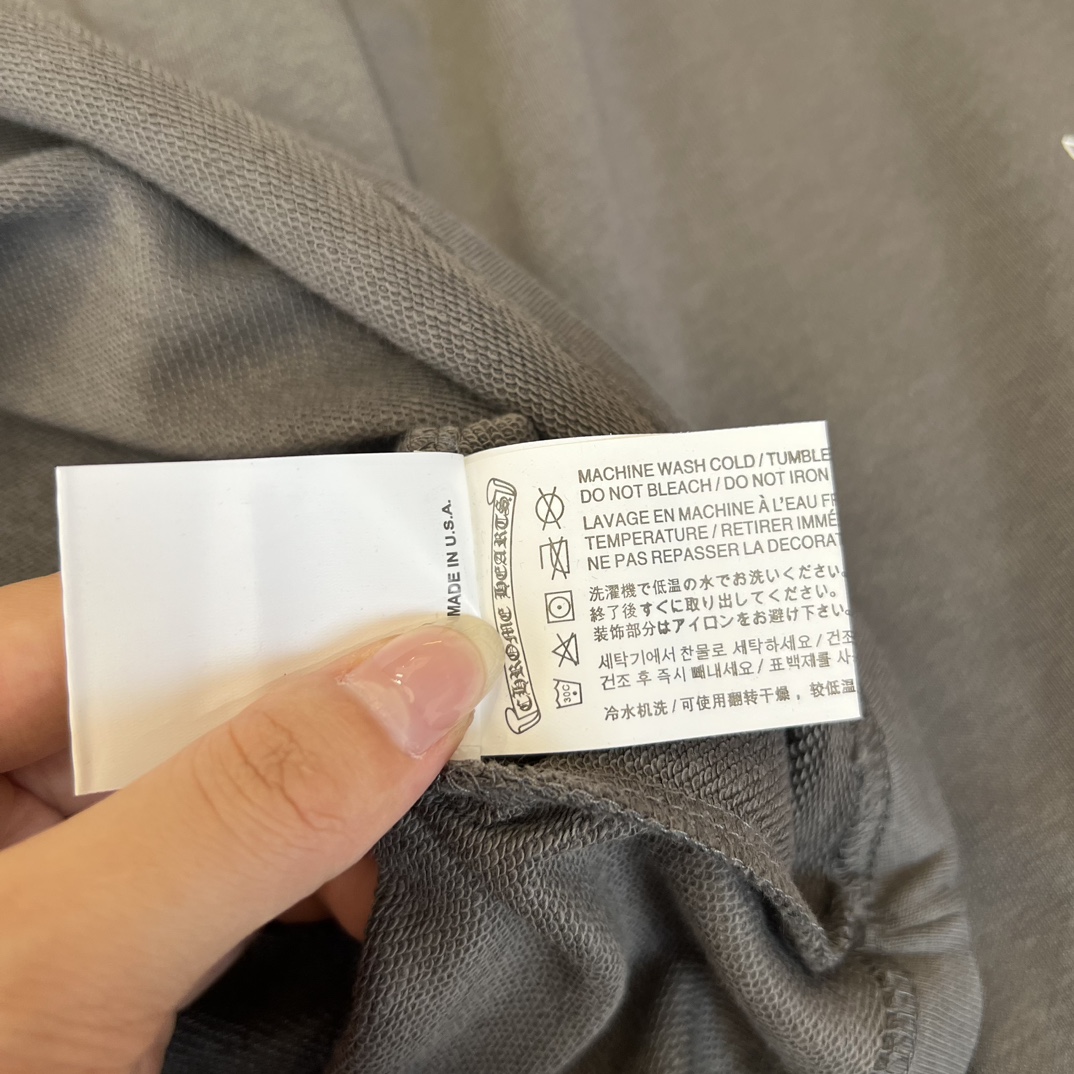 MADE IN U.S.A.
CHROME HEARTS
MACHINE WASH COLD / TUMBLE
DO NOT BLEACH / DO NOT IRON
LAVAGE EN MACHINE À L'EAU
TEMPERATURE / RETIRER
NE PAS REPASSER LA
洗濯機で低温の水でお洗いください。
終了後すぐに取り出してください。
装飾部分はアイロンをお避け下さい。
세탁기에서 찬물로 세탁하세요 / 건조
건조 후 즉시 빼내세요 / 표백제를
冷水机洗 / 可使用翻转干燥，较低温
30C